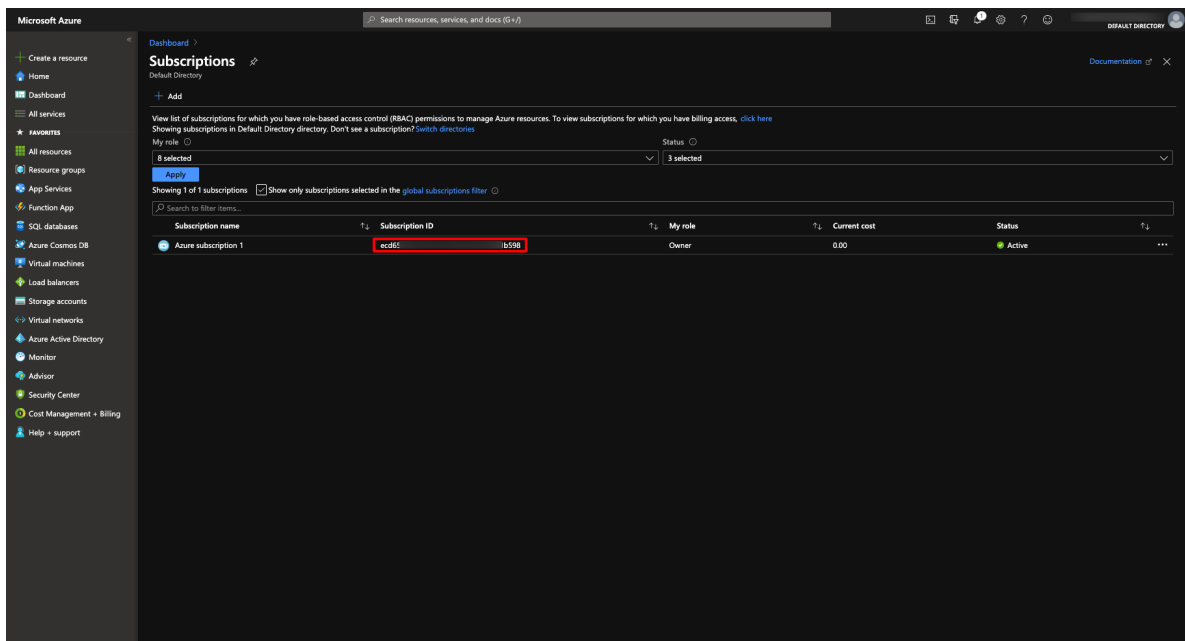 Microsoft Azure
Search resources, services, and docs (G+/)
1
?
DEFAULT DIRECTORY
«
Create a resource
Home
Dashboard
All services
FAVORITES
All resources
Resource groups
App Services
Function App
SQL databases
Azure Cosmos DB
Virtual machines
Load balancers
Storage accounts
Virtual networks
Azure Active Directory
Monitor
Advisor
Security Center
Cost Management + Billing
Help + support
Dashboard >
Subscriptions
Default Directory
Documentation
+ Add
View list of subscriptions for which you have role-based access control (RBAC) permissions to manage Azure resources. To view subscriptions for which you have billing access, click here
Showing subscriptions in Default Directory directory. Don't see a subscription? Switch directories
My role
8 selected
Status
3 selected
Apply
Showing 1 of 1 subscriptions Show only subscriptions selected in the global subscriptions filter
Search to filter items...
Subscription name Subscription ID My role Current cost Status
Azure subscription 1 ecd65 b598 Owner 0.00 Active ...